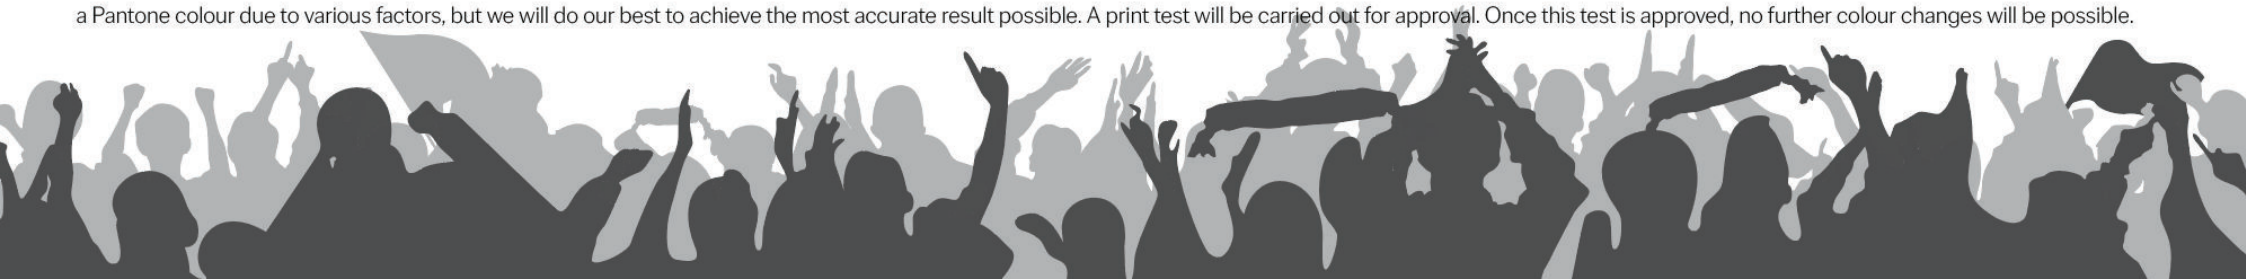 a Pantone colour due to various factors, but we will do our best to achieve the most accurate result possible. A print test will be carried out for approval. Once this test is approved, no further colour changes will be possible.